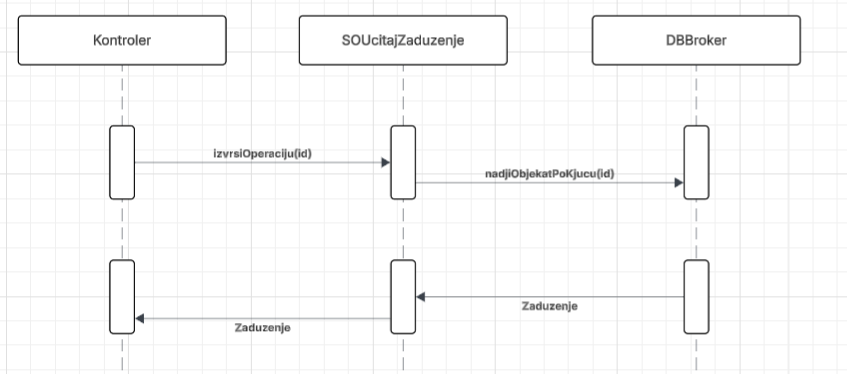 Kontroler
SOUcitajZaduzenje
DBBroker
izvrsiOperaciju(id)
nadjiObjekatPoKjucu(id)
Zaduzenje
Zaduzenje